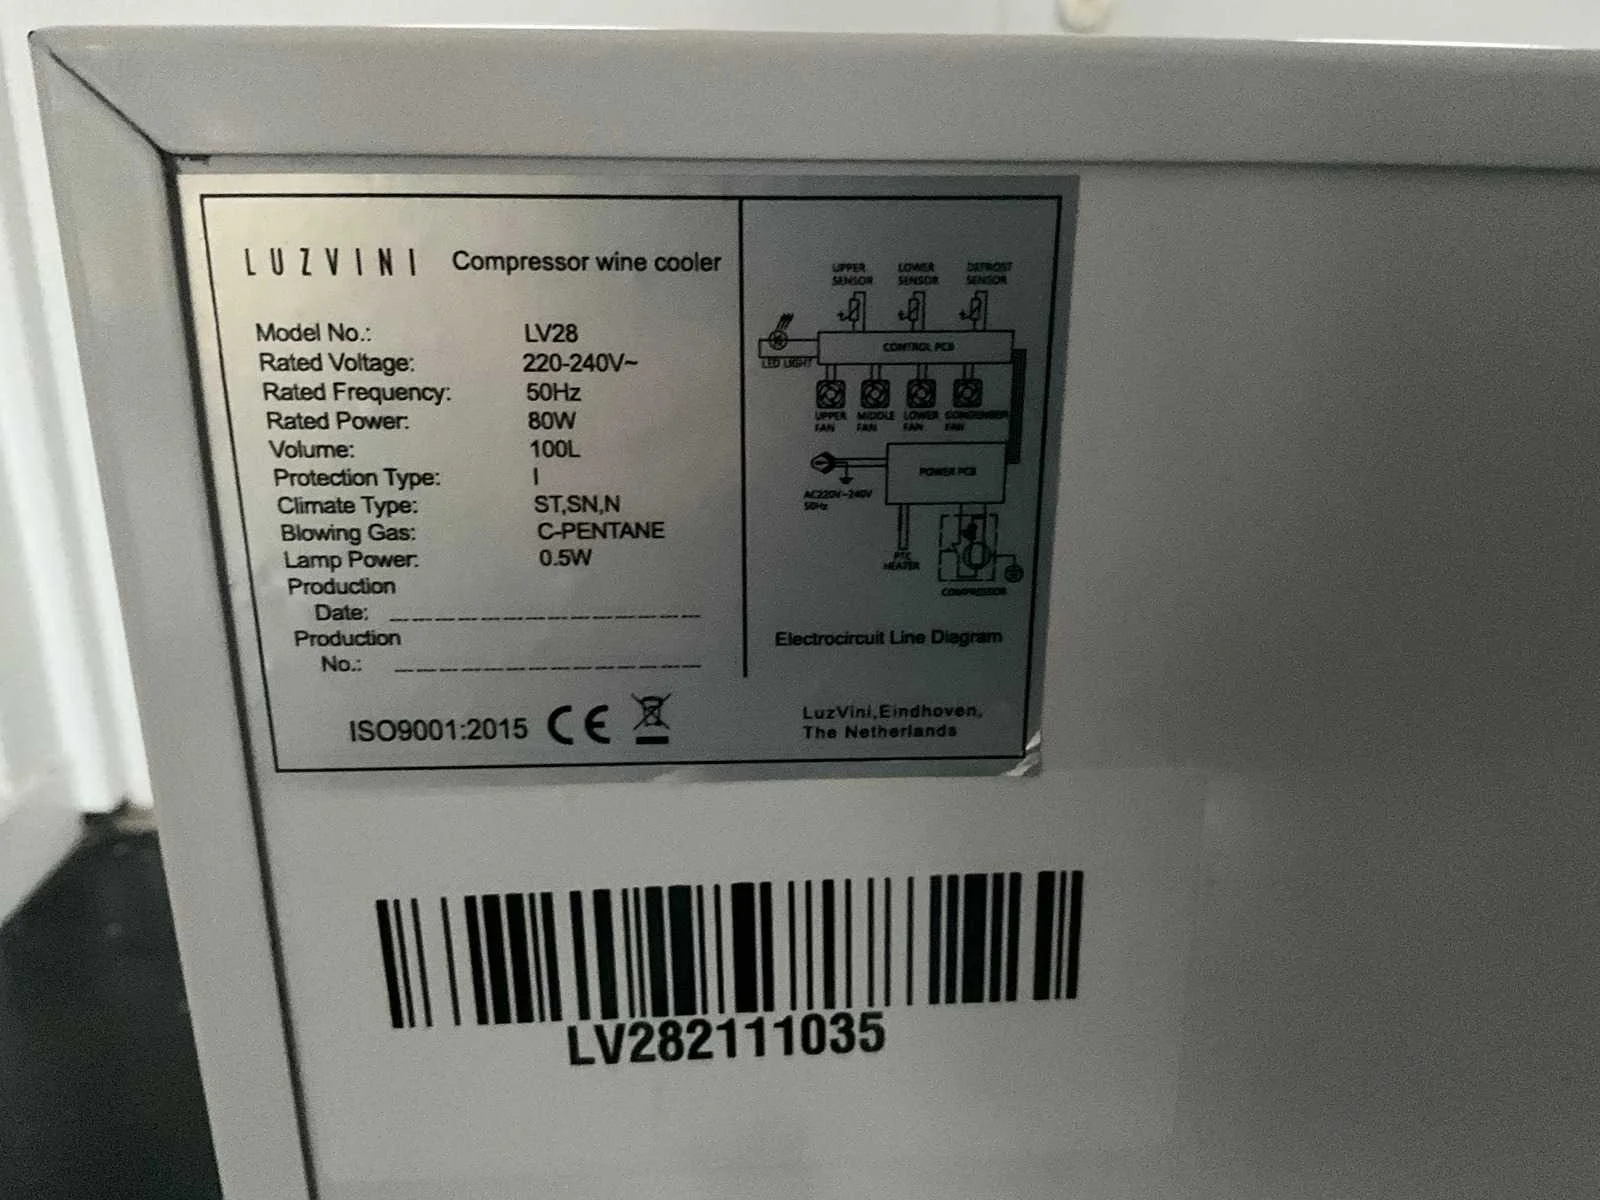 LUZVINI Compressor wine cooler
Model No.: LV28
Rated Voltage: 220-240V~
Rated Frequency: 50Hz
Rated Power: 80W
Volume: 100L
Protection Type: I
Climate Type: ST,SN,N
Blowing Gas: C-PENTANE
Lamp Power: 0.5W
Production
Date:
Production
No.:
ISO9001:2015 CE
UPPER SENSOR
LOWER SENSOR
DEFROST SENSOR
LED LIGHT
CONTROL PCB
UPPER FAN
MIDDLE FAN
LOWER FAN
CONDENSER FAN
POWER PCB
AC220V~240V
50Hz
PTC HEATER
COMPRESSOR
Electrocircuit Line Diagram
LuzVini,Eindhoven,
The Netherlands
LV282111035